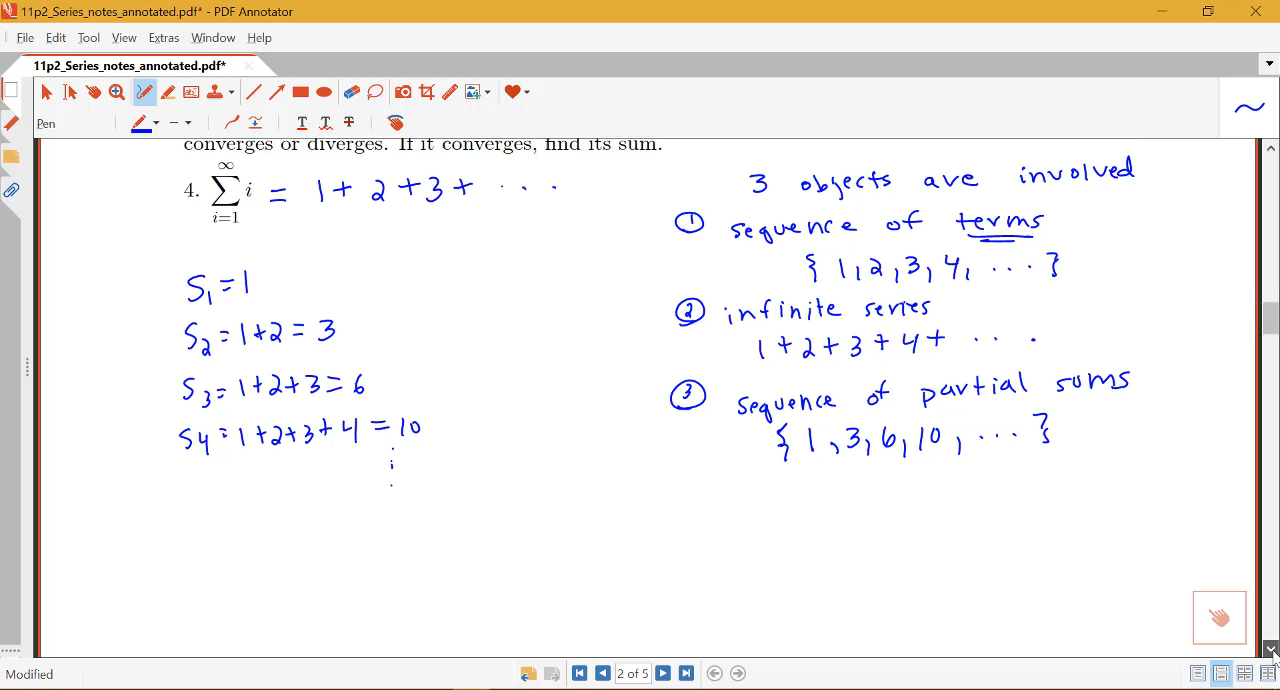 11p2_Series_notes_annotated.pdf* - PDF Annotator
File Edit Tool View Extras Window Help
11p2_Series_notes_annotated.pdf*
Pen
converges or diverges. If it converges, find its sum.
4. ∑_{i=1}^{∞} i = 1 + 2 + 3 + · · ·
S₁ = 1
S₂ = 1+2 = 3
S₃ = 1+2+3 = 6
S4 = 1+2+3+4 = 10
⋮
3 objects are involved
① sequence of terms
{ 1, 2, 3, 4, · · · }
② infinite series
1 + 2 + 3 + 4 + · · ·
③ sequence of partial sums
{ 1, 3, 6, 10, · · · }
Modified
2 of 5